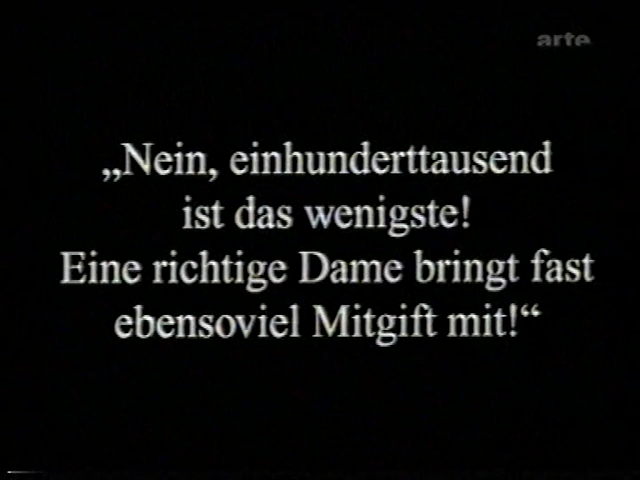 arte
„Nein, einhunderttausend
ist das wenigste!
Eine richtige Dame bringt fast
ebensoviel Mitgift mit!“